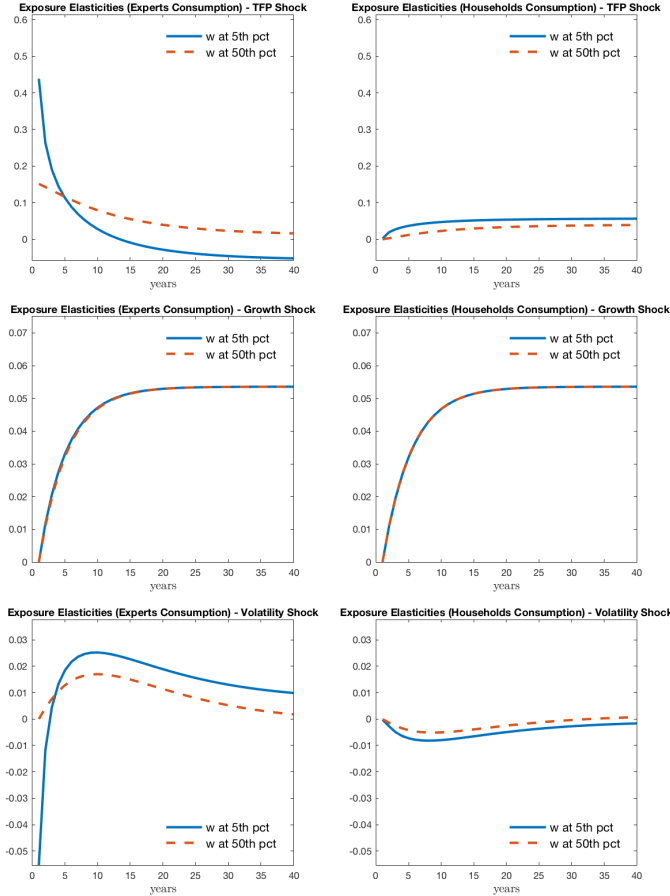 Exposure Elasticities (Experts Consumption) - TFP Shock
0.6
0.5
0.4
0.3
0.2
0.1
0
w at 5th pct
w at 50th pct
0 5 10 15 20 25 30 35 40
years
Exposure Elasticities (Households Consumption) - TFP Shock
0.6
0.5
0.4
0.3
0.2
0.1
0
w at 5th pct
w at 50th pct
0 5 10 15 20 25 30 35 40
years
Exposure Elasticities (Experts Consumption) - Growth Shock
0.07
0.06
0.05
0.04
0.03
0.02
0.01
0
w at 5th pct
w at 50th pct
0 5 10 15 20 25 30 35 40
years
Exposure Elasticities (Households Consumption) - Growth Shock
0.07
0.06
0.05
0.04
0.03
0.02
0.01
0
w at 5th pct
w at 50th pct
0 5 10 15 20 25 30 35 40
years
Exposure Elasticities (Experts Consumption) - Volatility Shock
0.03
0.02
0.01
0
-0.01
-0.02
-0.03
-0.04
-0.05
w at 5th pct
w at 50th pct
0 5 10 15 20 25 30 35 40
years
Exposure Elasticities (Households Consumption) - Volatility Shock
0.03
0.02
0.01
0
-0.01
-0.02
-0.03
-0.04
-0.05
w at 5th pct
w at 50th pct
0 5 10 15 20 25 30 35 40
years